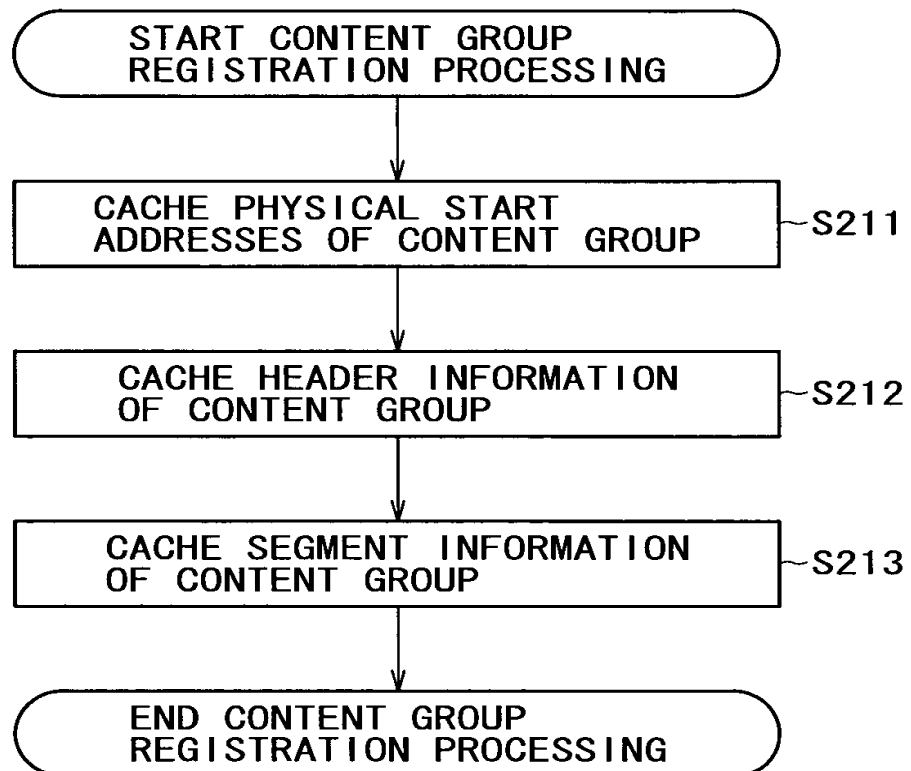 START CONTENT GROUP
REGISTRATION PROCESSING
CACHE PHYSICAL START
ADDRESSES OF CONTENT GROUP
S211
CACHE HEADER INFORMATION
OF CONTENT GROUP
S212
CACHE SEGMENT INFORMATION
OF CONTENT GROUP
S213
END CONTENT GROUP
REGISTRATION PROCESSING